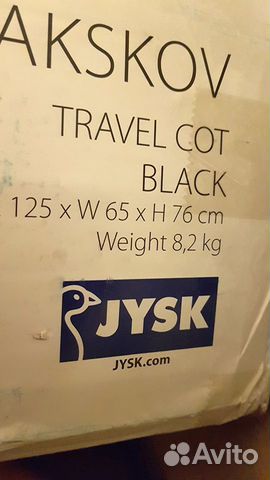 AKSKOV
TRAVEL COT
BLACK
125 x W 65 x H 76 cm
Weight 8,2 kg
JYSK
JYSK.com
Avito